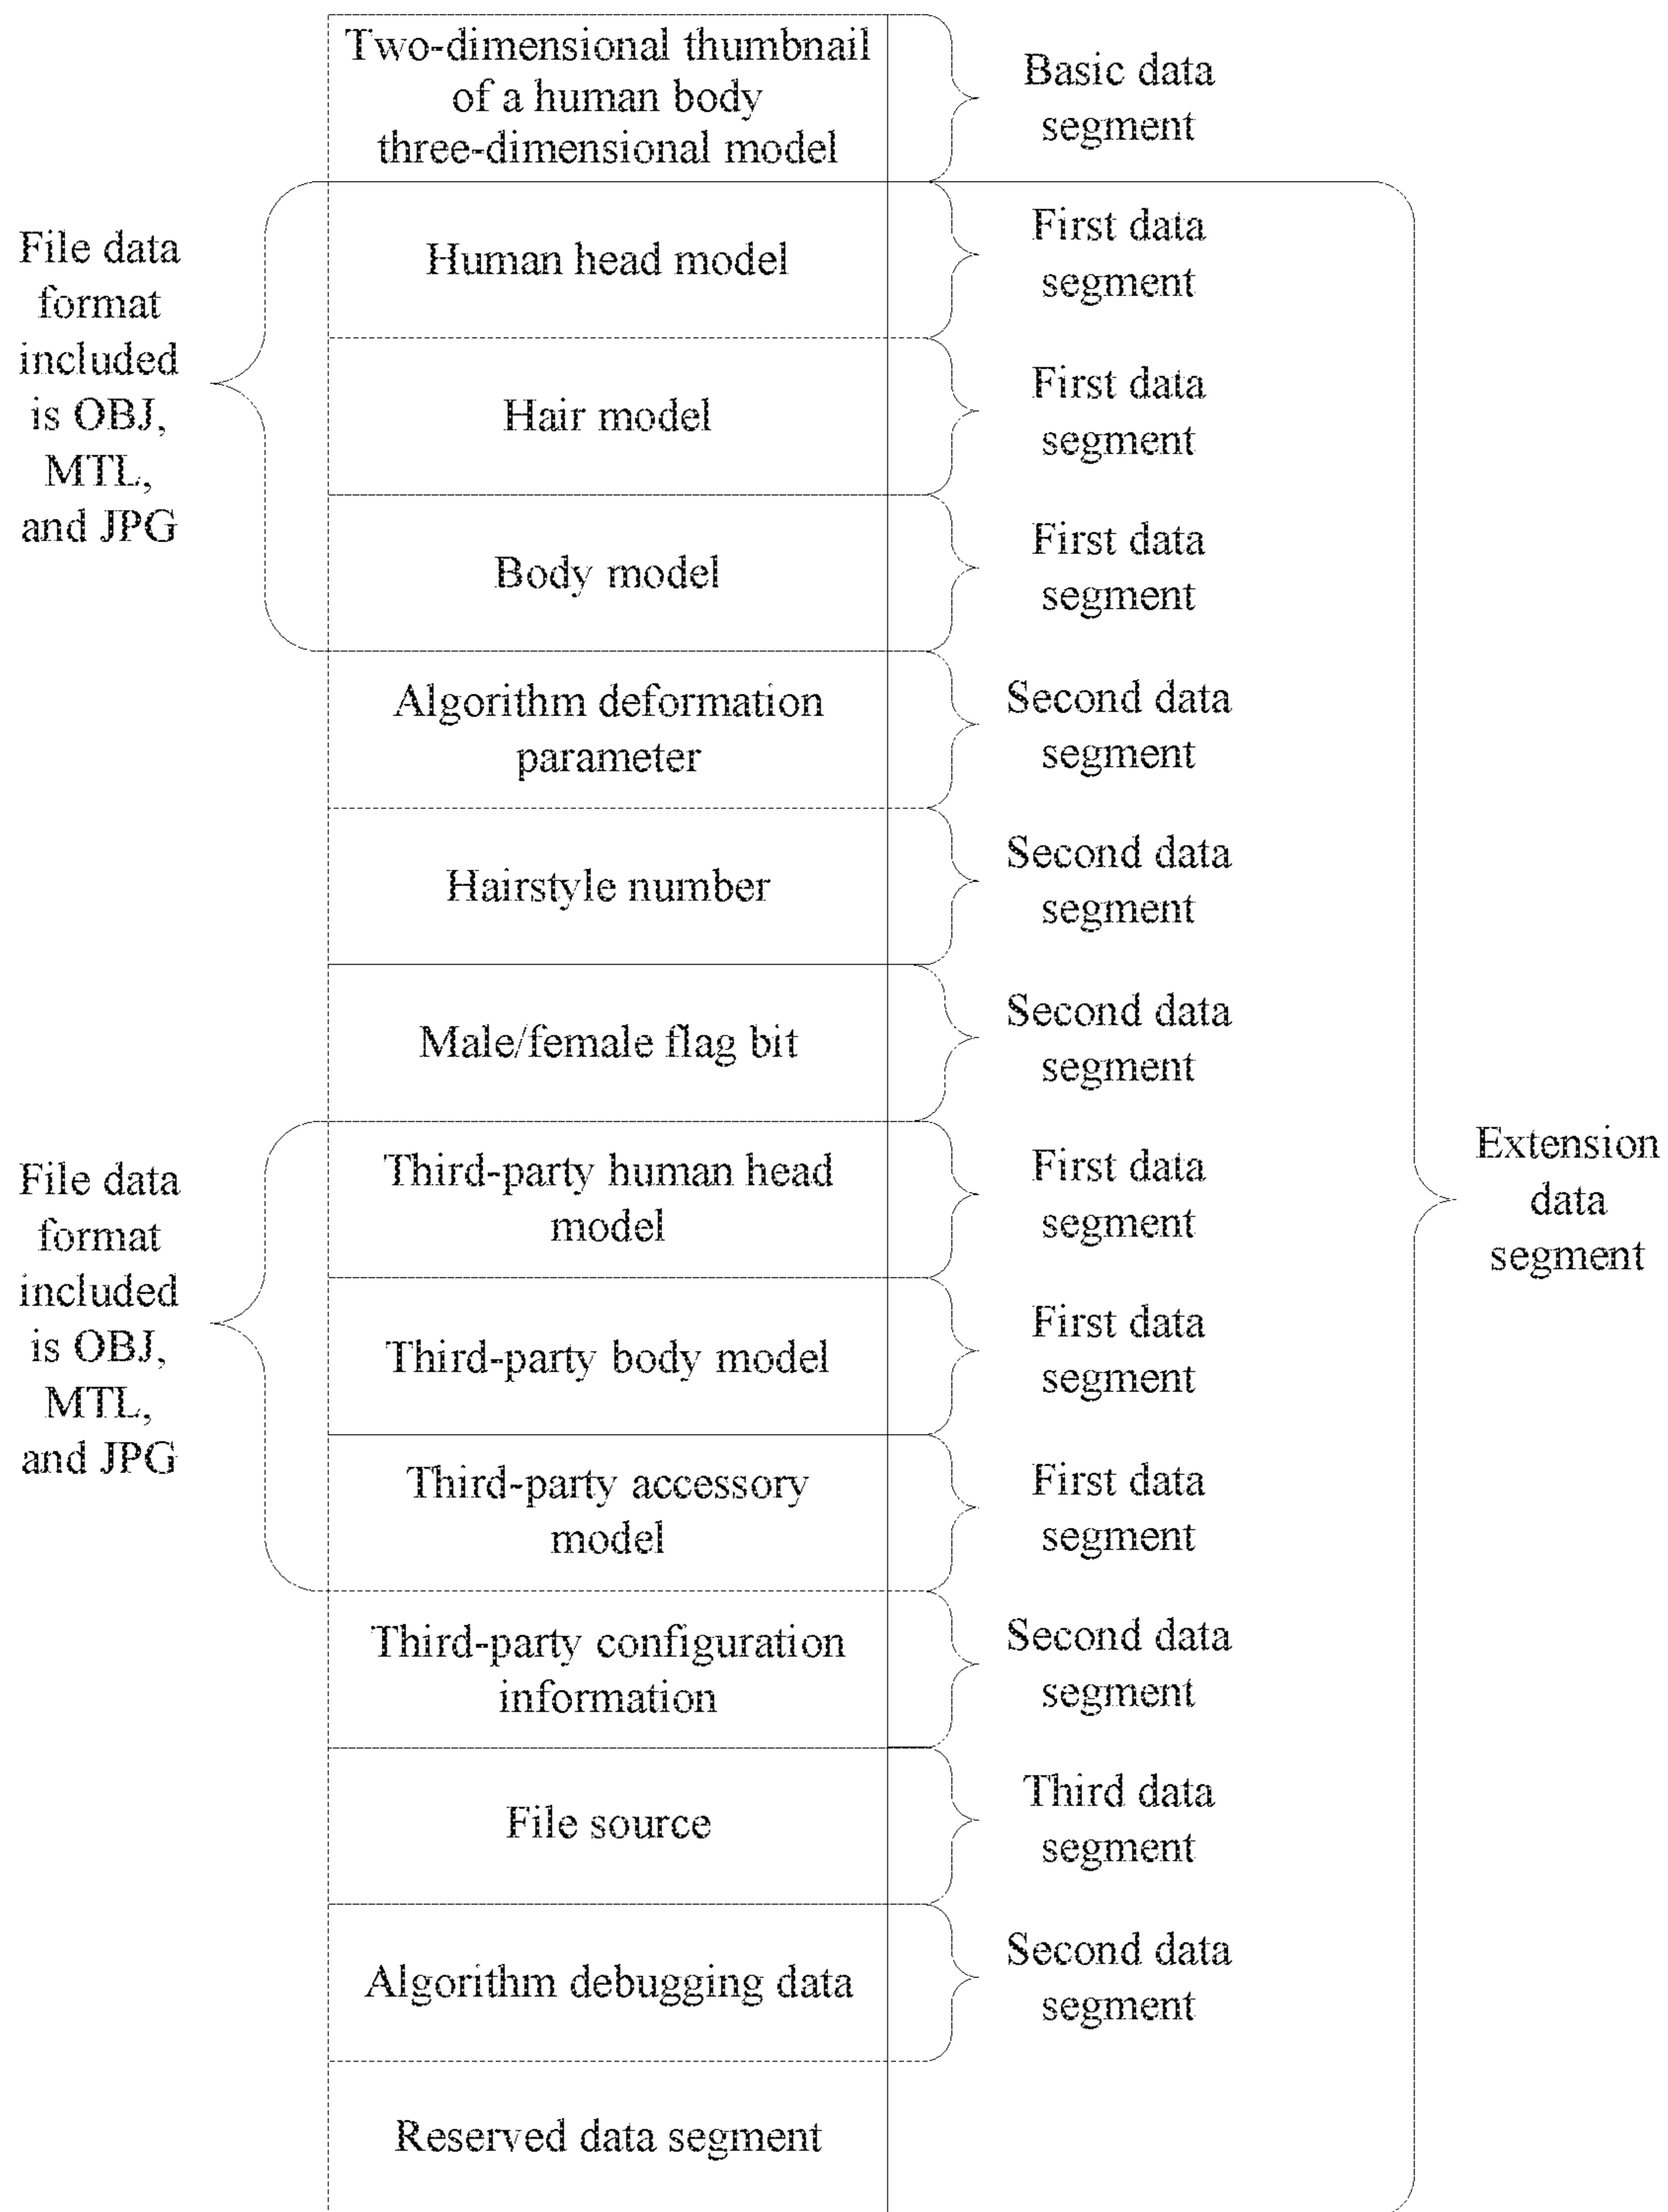 Two-dimensional thumbnail
of a human body
three-dimensional model
Basic data
segment
File data
format
included
is OBJ,
MTL,
and JPG
Human head model
First data
segment
Hair model
First data
segment
Body model
First data
segment
Algorithm deformation
parameter
Second data
segment
Hairstyle number
Second data
segment
Male/female flag bit
Second data
segment
File data
format
included
is OBJ,
MTL,
and JPG
Third-party human head
model
First data
segment
Third-party body model
First data
segment
Third-party accessory
model
First data
segment
Third-party configuration
information
Second data
segment
File source
Third data
segment
Algorithm debugging data
Second data
segment
Reserved data segment
Extension
data
segment